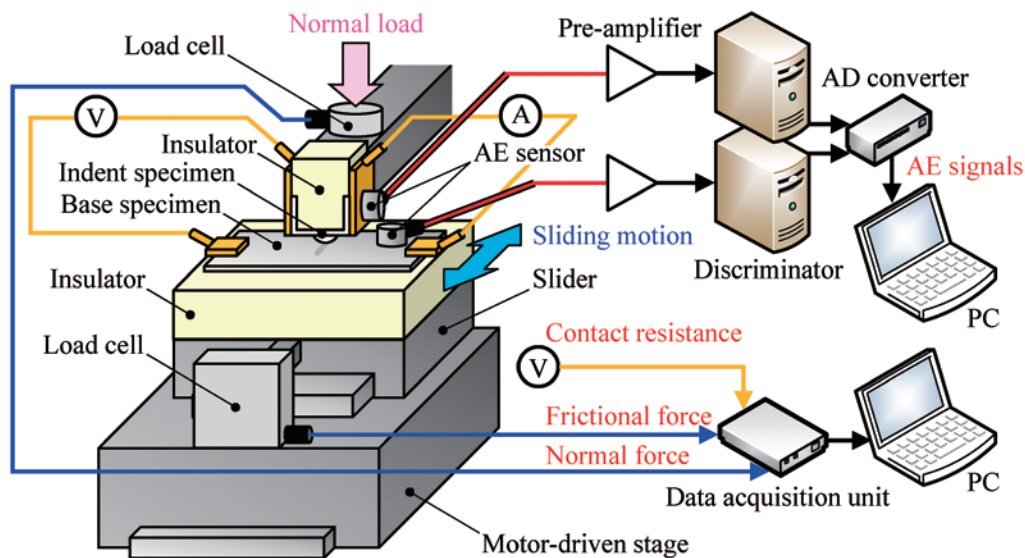 Normal load
Load cell
Pre-amplifier
AD converter
V
A
Insulator
AE sensor
Indent specimen
Base specimen
AE signals
Sliding motion
Discriminator
Insulator
Slider
PC
Load cell
Contact resistance
V
Frictional force
Normal force
Data acquisition unit
PC
Motor-driven stage